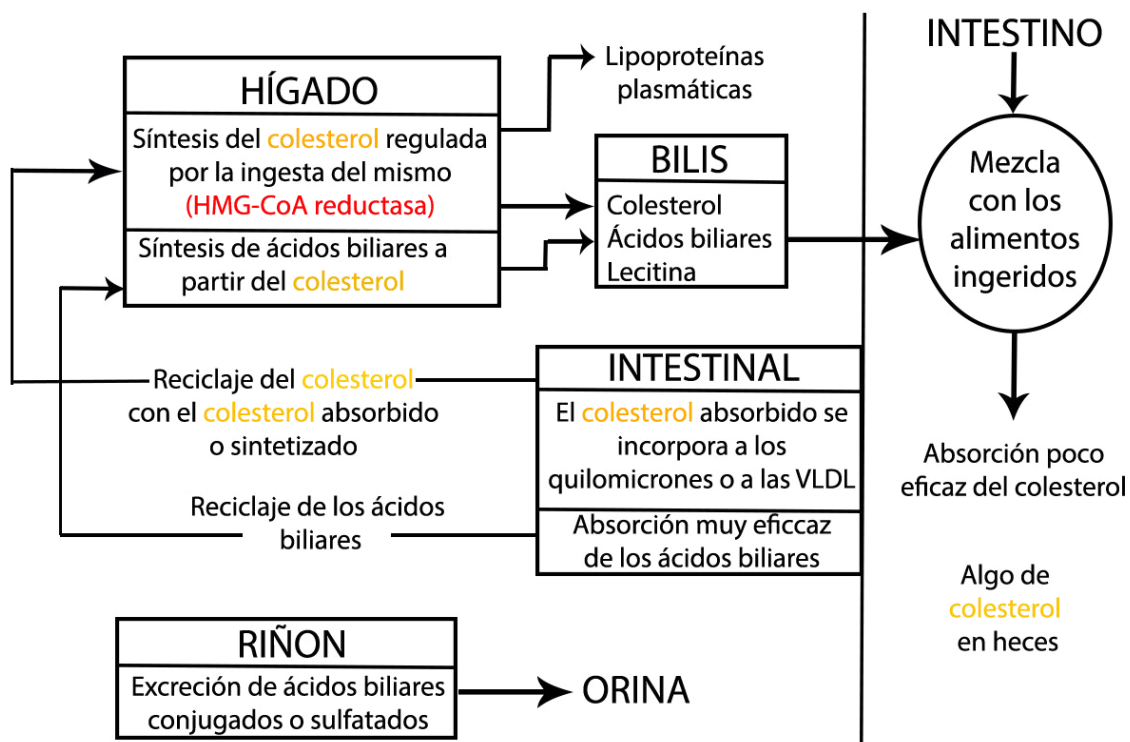 HÍGADO
Síntesis del colesterol regulada
por la ingesta del mismo
(HMG-CoA reductasa)
Síntesis de ácidos biliares a
partir del colesterol
Lipoproteínas
plasmáticas
BILIS
Colesterol
Ácidos biliares
Lecitina
INTESTINO
Mezcla
con los
alimentos
ingeridos
Absorción poco
eficaz del colesterol
Algo de
colesterol
en heces
Reciclaje del colesterol
con el colesterol absorbido
o sintetizado
Reciclaje de los ácidos
biliares
INTESTINAL
El colesterol absorbido se
incorpora a los
quilomicrones o a las VLDL
Absorción muy eficcaz
de los ácidos biliares
RIÑON
Excreción de ácidos biliares
conjugados o sulfatados
ORINA